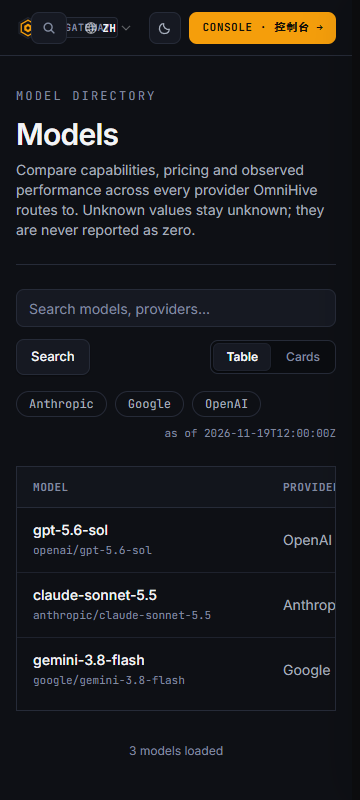 ZH
CONSOLE · 控制台 →
MODEL DIRECTORY
Models
Compare capabilities, pricing and observed
performance across every provider OmniHive
routes to. Unknown values stay unknown; they
are never reported as zero.
Search models, providers...
Search
Table
Cards
Anthropic
Google
OpenAI
as of 2026-11-19T12:00:00Z
MODEL
PROVIDER
gpt-5.6-sol
openai/gpt-5.6-sol
OpenAI
claude-sonnet-5.5
anthropic/claude-sonnet-5.5
Anthrop
gemini-3.8-flash
google/gemini-3.8-flash
Google
3 models loaded